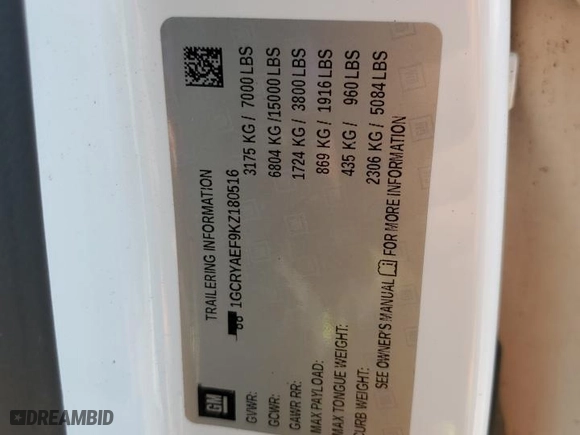 TRAILERING INFORMATION
1GCRYAEF9KZ180516
GM
GVWR: 3175 KG / 7000 LBS
GCWR: 6804 KG /15000 LBS
GAWR RR: 1724 KG / 3800 LBS
MAX PAYLOAD: 869 KG / 1916 LBS
MAX TONGUE WEIGHT: 435 KG / 960 LBS
CURB WEIGHT: 2306 KG / 5084 LBS
SEE OWNER'S MANUAL FOR MORE INFORMATION
DREAMBID